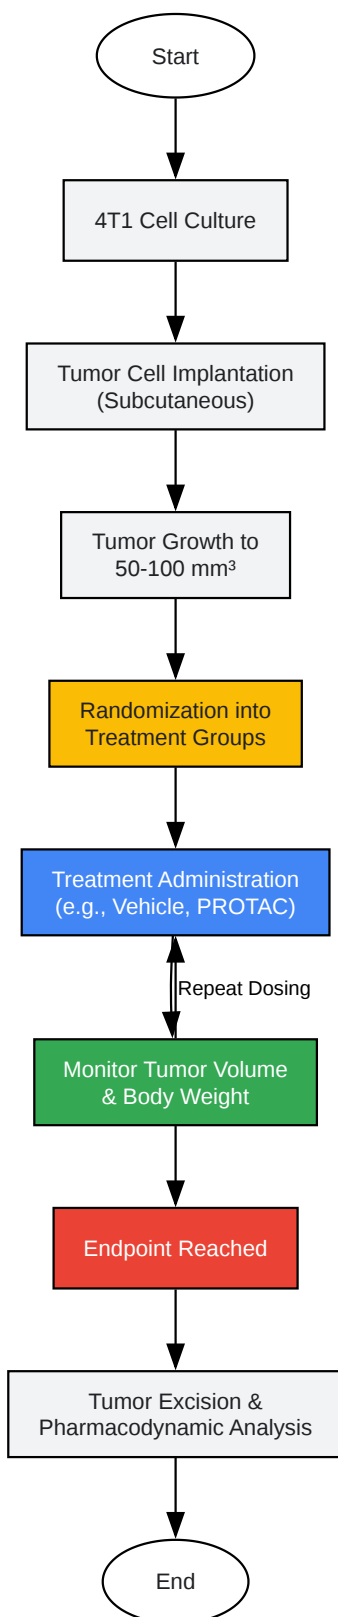 Start
4T1 Cell Culture
Tumor Cell Implantation
(Subcutaneous)
Tumor Growth to
50-100 mm³
Randomization into
Treatment Groups
Treatment Administration
(e.g., Vehicle, PROTAC)
Repeat Dosing
Monitor Tumor Volume
& Body Weight
Endpoint Reached
Tumor Excision &
Pharmacodynamic Analysis
End